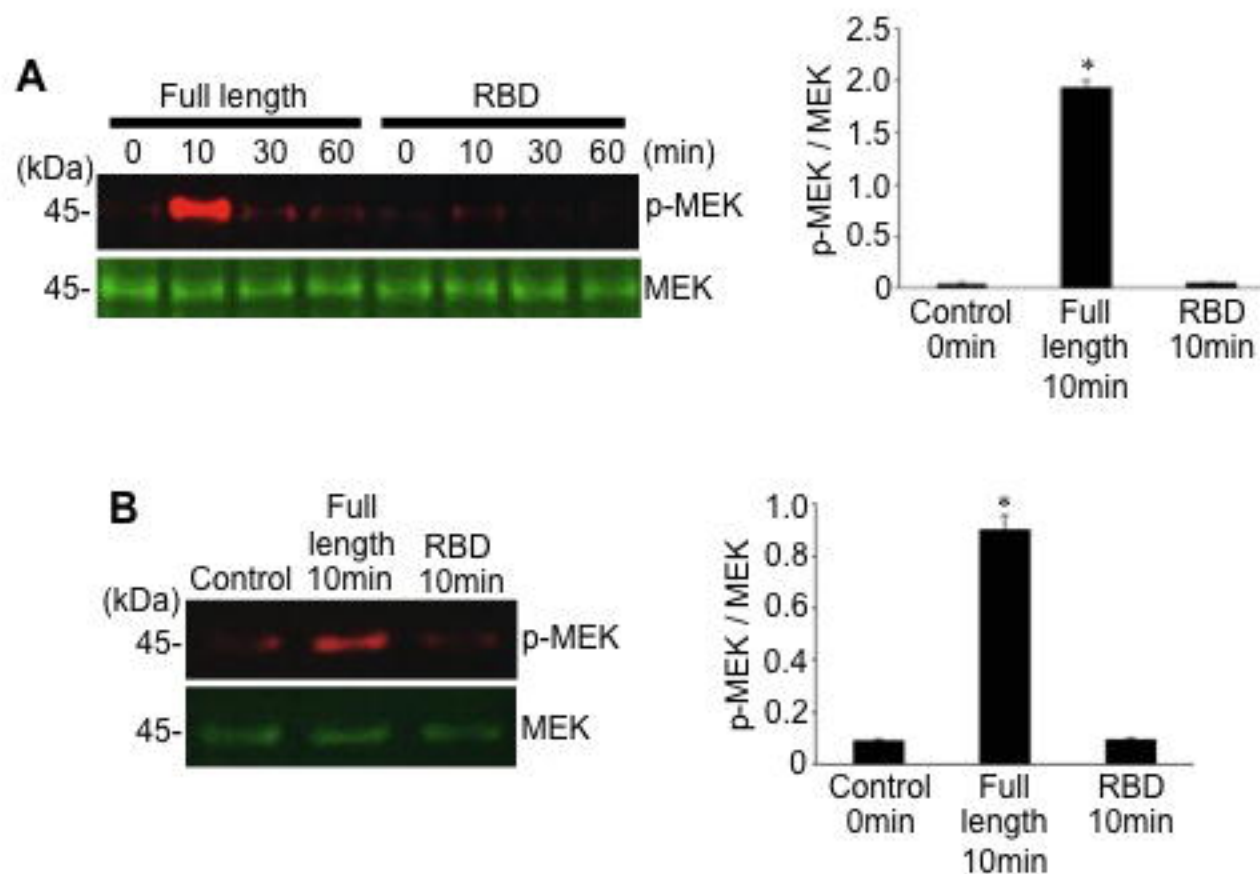 A
Full length RBD
0 10 30 60 0 10 30 60 (min)
(kDa)
45- p-MEK
45- MEK
p-MEK / MEK
2.5
2.0
1.5
1.0
0.5
0
*
Control Full RBD
0min length 10min
10min
B
Full
length RBD
Control 10min 10min
(kDa)
45- p-MEK
45- MEK
p-MEK / MEK
1.0
0.8
0.6
0.4
0.2
0
*
Control Full RBD
0min length 10min
10min